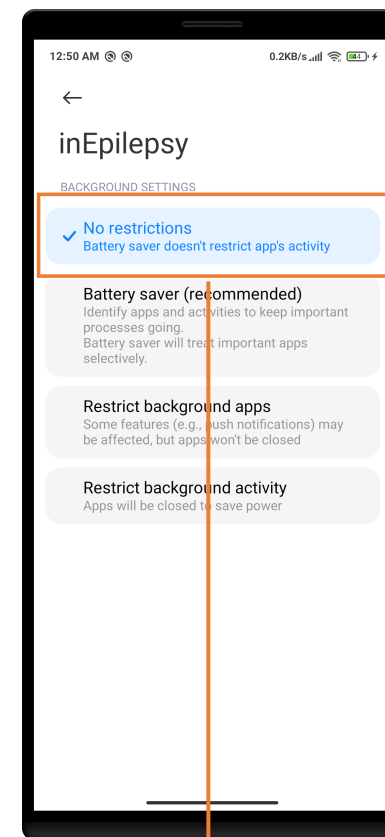 12:50 AM 0.2KB/s 44
inEpilepsy
BACKGROUND SETTINGS
No restrictions
Battery saver doesn't restrict app's activity
Battery saver (recommended)
Identify apps and activities to keep important
processes going.
Battery saver will treat important apps
selectively.
Restrict background apps
Some features (e.g., push notifications) may
be affected, but apps won't be closed
Restrict background activity
Apps will be closed to save power